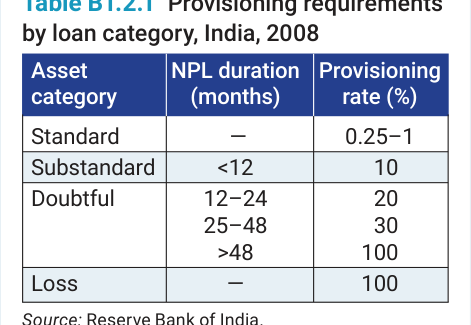 Table B1.2.1 Provisioning requirements
by loan category, India, 2008
Asset category NPL duration (months) Provisioning rate (%)
Standard — 0.25–1
Substandard <12 10
Doubtful 12–24 20
25–48 30
>48 100
Loss — 100
Source: Reserve Bank of India.